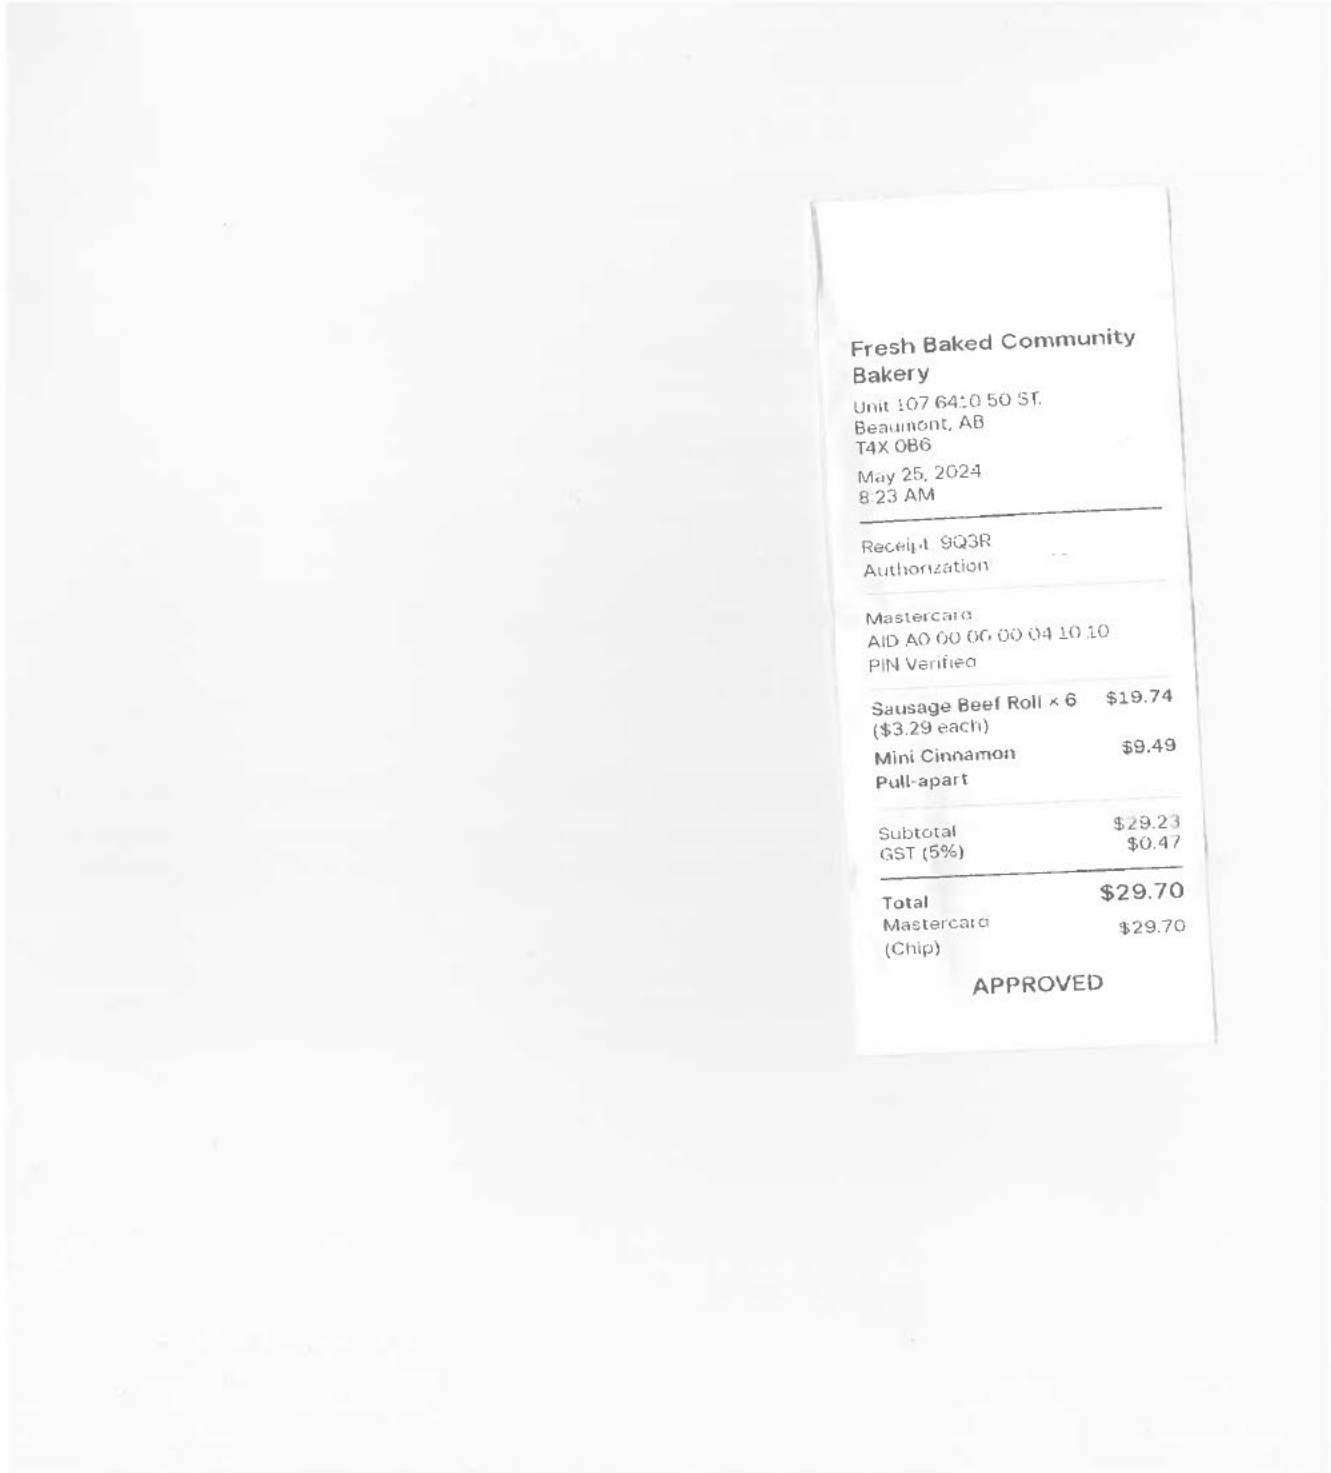 Fresh Baked Community
Bakery
Unit 107 6410 50 ST.
Beaumont, AB
T4X 0B6
May 25, 2024
8:23 AM
Receipt 9Q3R
Authorization
Mastercard
AID A0 00 00 00 04 10 10
PIN Verified
Sausage Beef Roll × 6 $19.74
($3.29 each)
Mini Cinnamon $9.49
Pull-apart
Subtotal $29.23
GST (5%) $0.47
Total $29.70
Mastercard $29.70
(Chip)
APPROVED